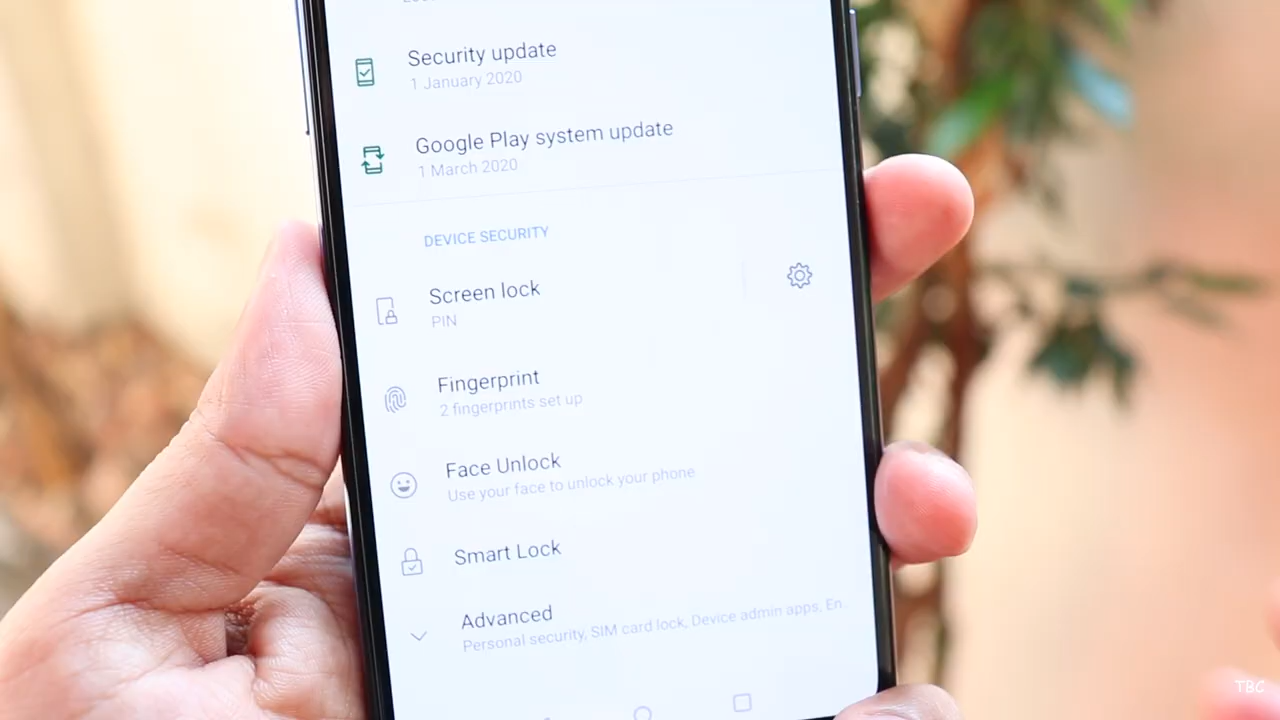 Security update
1 January 2020
Google Play system update
1 March 2020
DEVICE SECURITY
Screen lock
PIN
Fingerprint
2 fingerprints set up
Face Unlock
Use your face to unlock your phone
Smart Lock
Advanced
Personal security, SIM card lock, Device admin apps, En
TBC